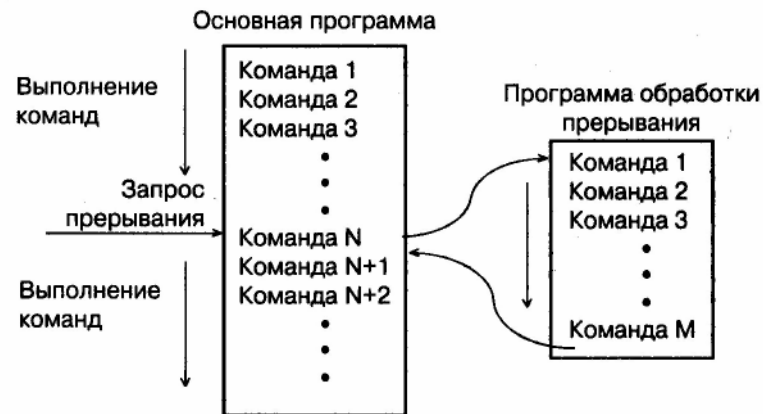 Основная программа
Выполнение
команд
Команда 1
Команда 2
Команда 3
Запрос
прерывания
Команда N
Команда N+1
Команда N+2
Выполнение
команд
Программа обработки
прерывания
Команда 1
Команда 2
Команда 3
Команда M